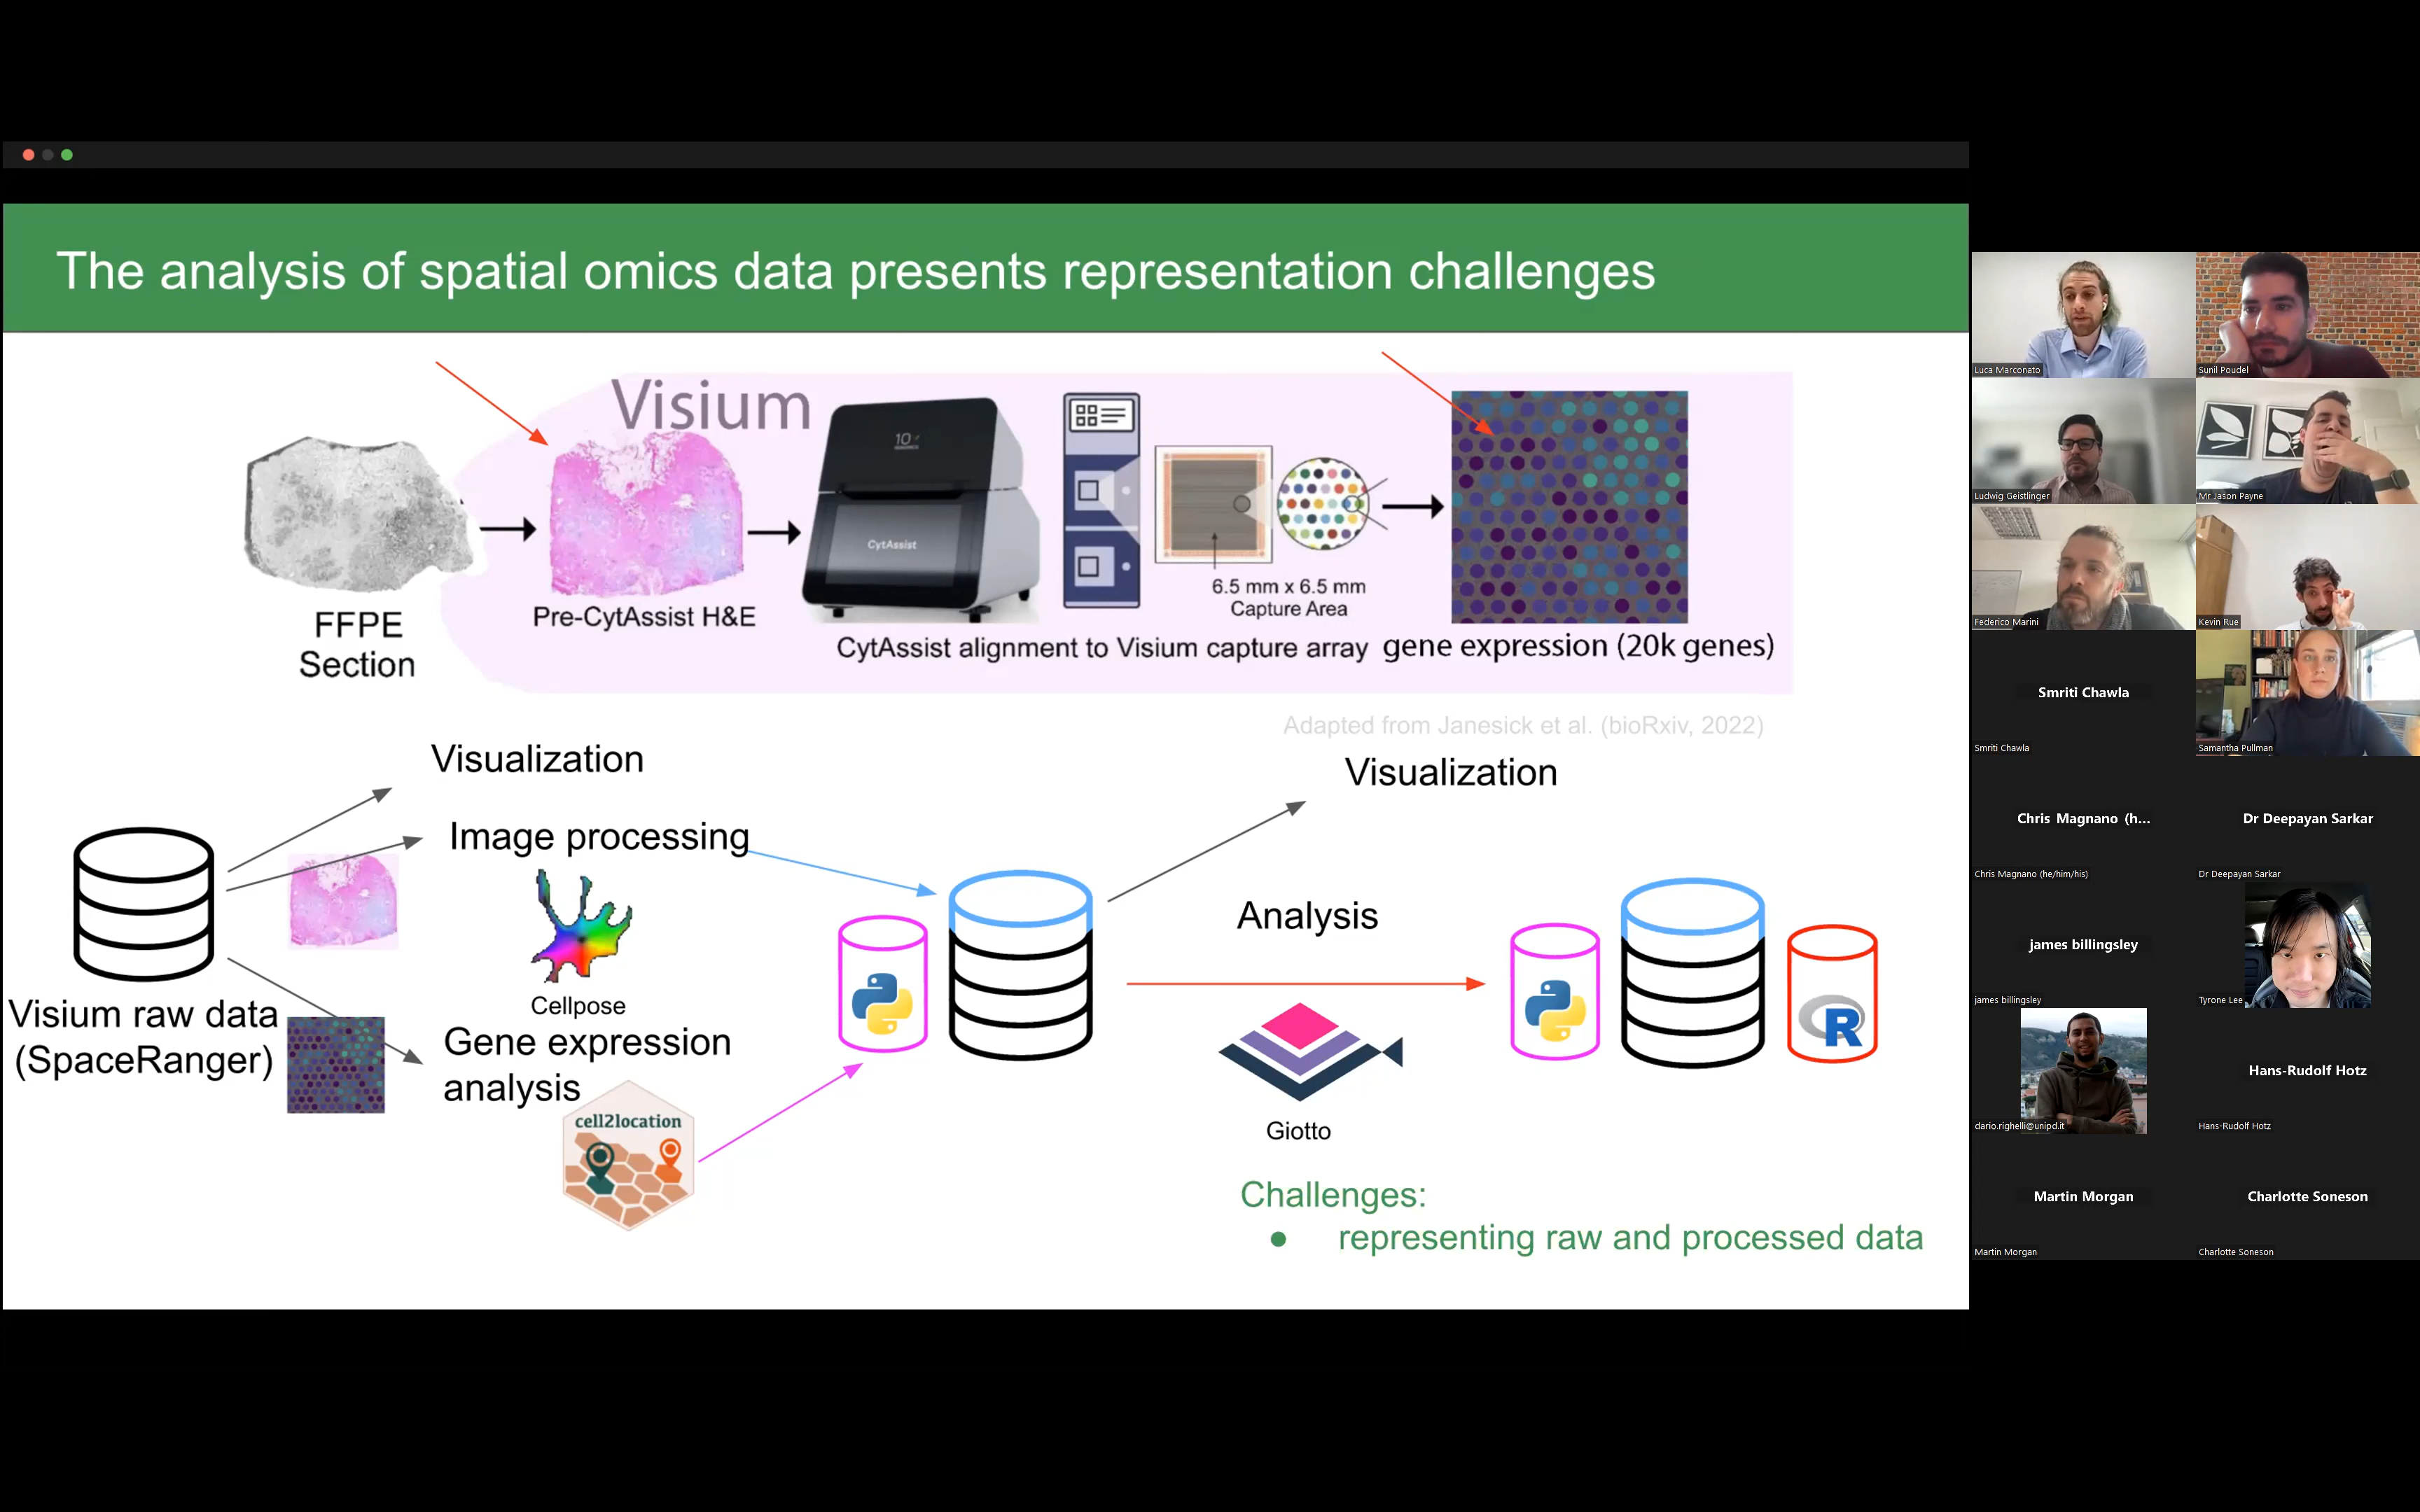 The analysis of spatial omics data presents representation challenges
Visium
10x
GENOMICS
CytAssist
6.5 mm x 6.5 mm
Capture Area
FFPE
Section
Pre-CytAssist H&E
CytAssist alignment to Visium capture array
gene expression (20k genes)
Adapted from Janesick et al. (bioRxiv, 2022)
Visualization
Image processing
Cellpose
Visium raw data
(SpaceRanger)
Gene expression
analysis
cell2location
Visualization
Analysis
Giotto
R
Challenges:
● representing raw and processed data
Luca Marconato
Sunil Poudel
Ludwig Geistlinger
Mr Jason Payne
Federico Marini
Kevin Rue
Smriti Chawla
Smriti Chawla
Samantha Pullman
Chris Magnano (h...
Chris Magnano (he/him/his)
Dr Deepayan Sarkar
Dr Deepayan Sarkar
james billingsley
james billingsley
Tyrone Lee
dario.righelli@unipd.it
Hans-Rudolf Hotz
Hans-Rudolf Hotz
Martin Morgan
Martin Morgan
Charlotte Soneson
Charlotte Soneson